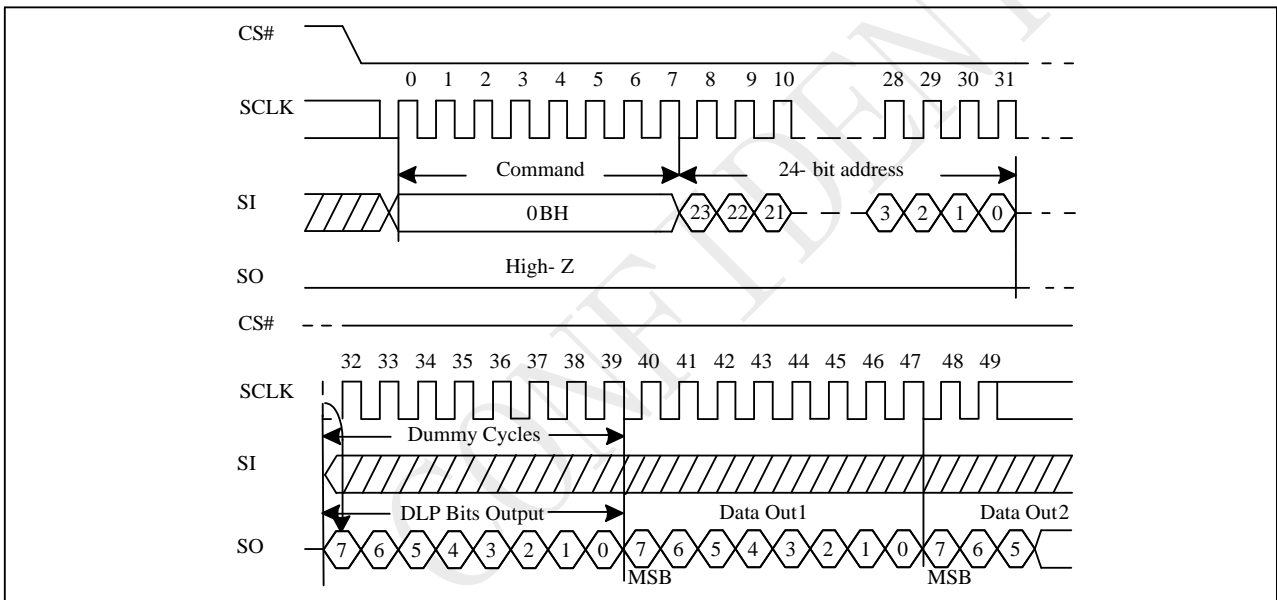 CS#
0 1 2 3 4 5 6 7 8 9 10 28 29 30 31
SCLK
Command 24- bit address
SI 0BH 23 22 21 3 2 1 0
High- Z
SO
CS#
32 33 34 35 36 37 38 39 40 41 42 43 44 45 46 47 48 49
SCLK
Dummy Cycles
SI
DLP Bits Output Data Out1 Data Out2
SO 7 6 5 4 3 2 1 0 7 6 5 4 3 2 1 0 7 6 5
MSB MSB
CONFIDENT